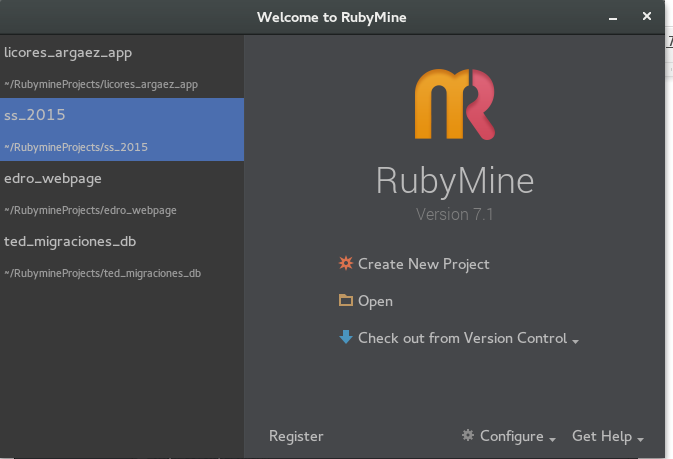 Welcome to RubyMine
licores_argaez_app
~/RubymineProjects/licores_argaez_app
ss_2015
~/RubymineProjects/ss_2015
edro_webpage
~/RubymineProjects/edro_webpage
ted_migraciones_db
~/RubymineProjects/ted_migraciones_db
RubyMine
Version 7.1
Create New Project
Open
Check out from Version Control
Register
Configure
Get Help